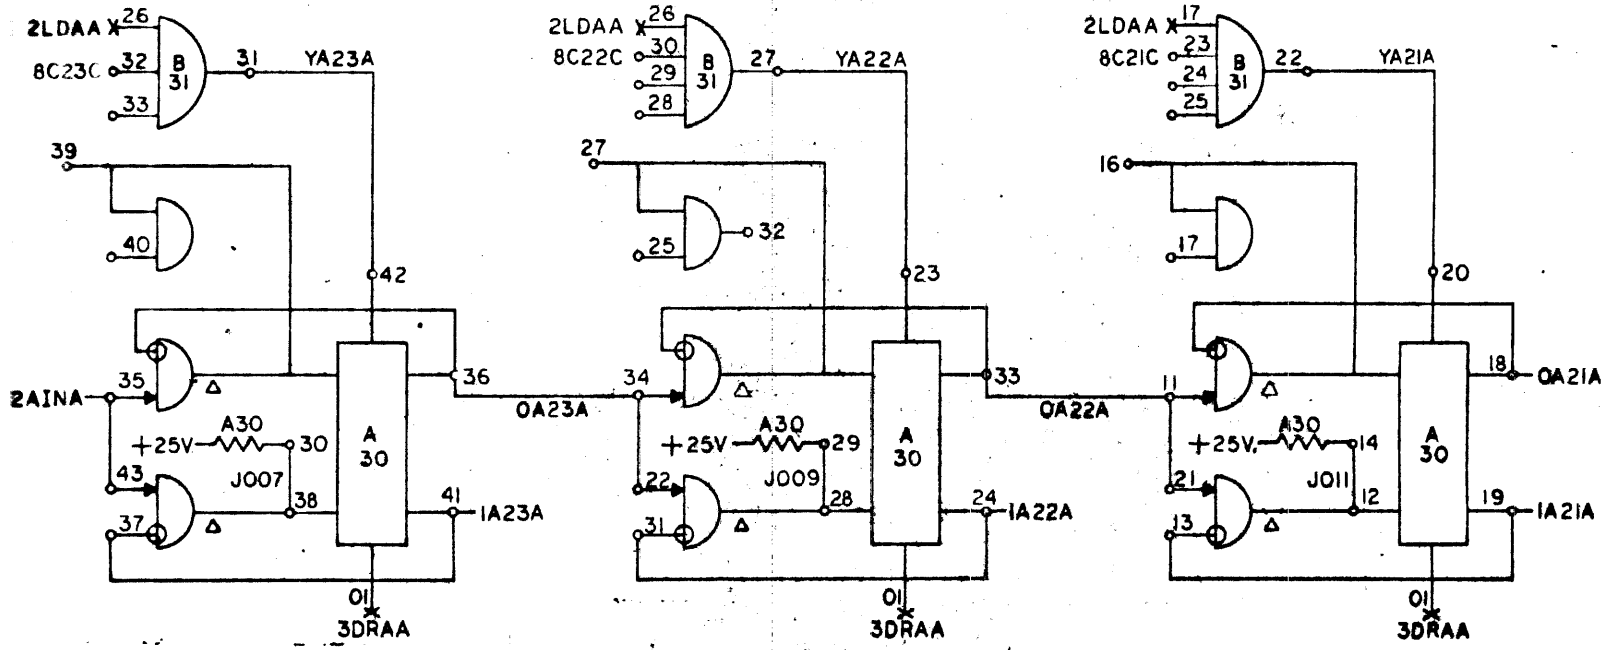 2LDAA X 26
8C23C 32
33
B
31
31
YA23A
39
40
42
35
2AINA
Δ
36
0A23A
A30
+25V
30
J007
A
30
43
38
41
1A23A
37
Δ
01
3DRAA
2LDAA X 26
8C22C 30
29
28
B
31
27
YA22A
27
25
32
23
34
Δ
33
0A22A
A30
+25V
29
J009
A
30
22
28
24
1A22A
31
Δ
01
3DRAA
2LDAA X 17
8C21C 23
24
25
B
31
22
YA21A
16
17
20
11
Δ
18
0A21A
A30
+25V
14
J011
A
30
21
12
19
1A21A
13
Δ
01
3DRAA